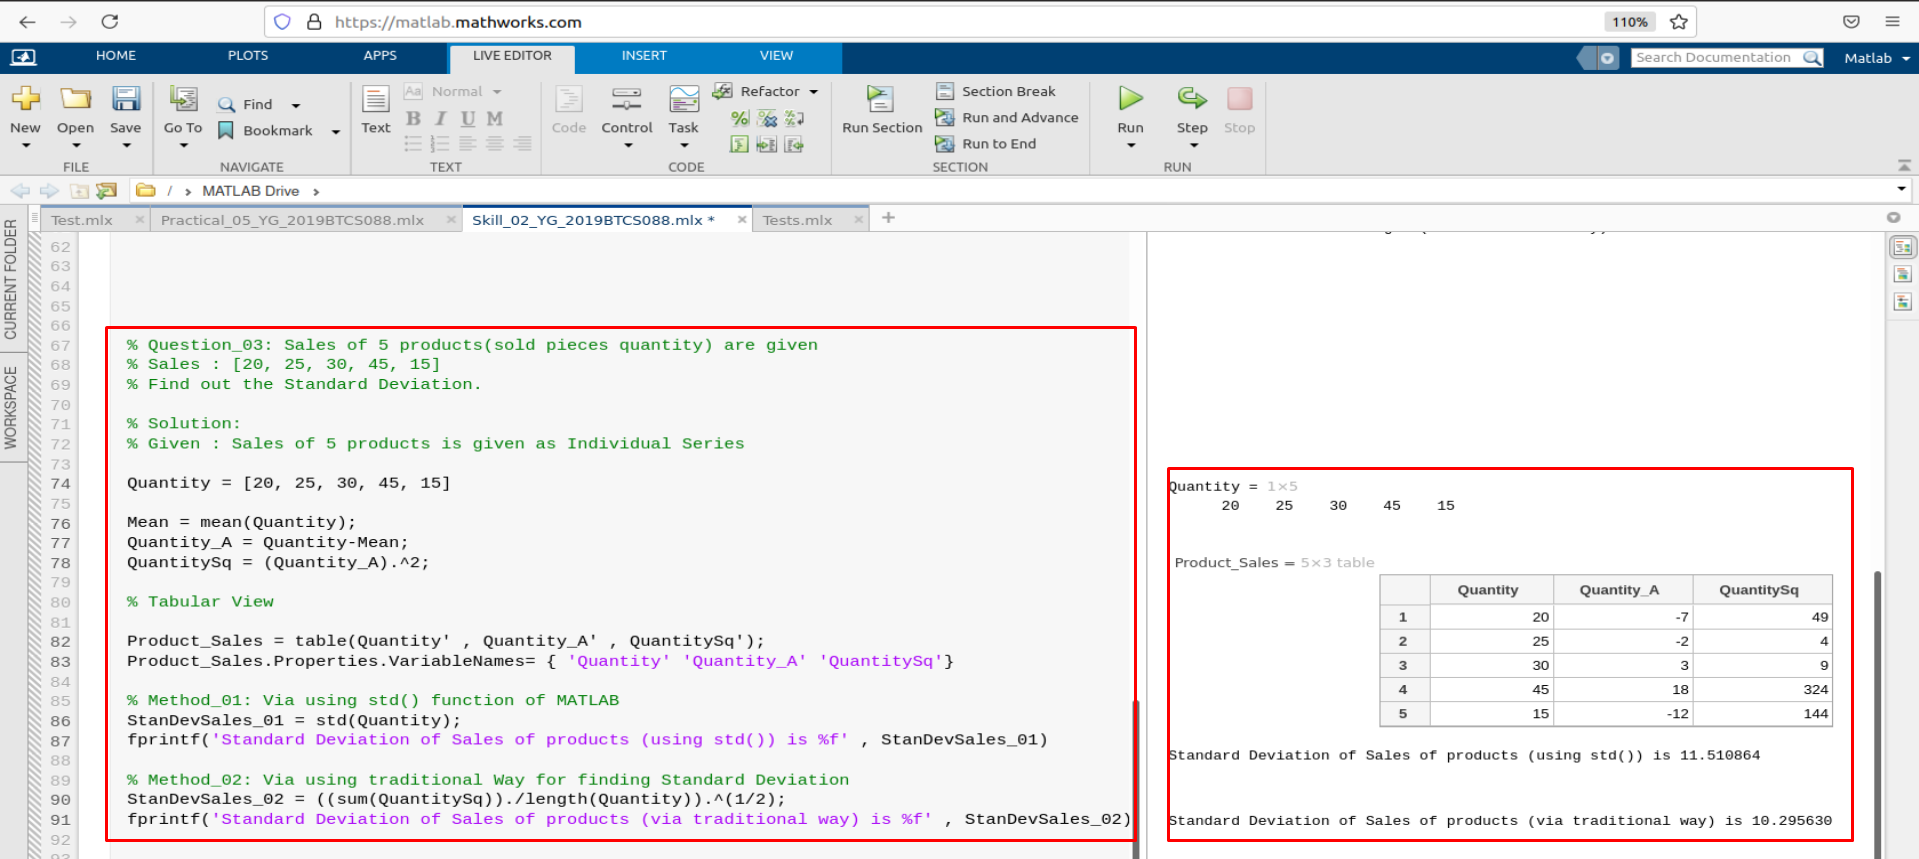 https://matlab.mathworks.com
110%
HOME PLOTS APPS LIVE EDITOR INSERT VIEW
Search Documentation
Matlab
Find
Aa Normal
Refactor
Section Break
New Open Save Go To Bookmark Text B I U M Code Control Task Run Section Run and Advance Run Step Stop
Run to End
FILE NAVIGATE TEXT CODE SECTION RUN
/ › MATLAB Drive ›
Test.mlx × Practical_05_YG_2019BTCS088.mlx × Skill_02_YG_2019BTCS088.mlx * × Tests.mlx × +
CURRENT FOLDER
WORKSPACE
62
63
64
65
66
67 % Question_03: Sales of 5 products(sold pieces quantity) are given
68 % Sales : [20, 25, 30, 45, 15]
69 % Find out the Standard Deviation.
70
71 % Solution:
72 % Given : Sales of 5 products is given as Individual Series
73
74 Quantity = [20, 25, 30, 45, 15]
75
76 Mean = mean(Quantity);
77 Quantity_A = Quantity-Mean;
78 QuantitySq = (Quantity_A).^2;
79
80 % Tabular View
81
82 Product_Sales = table(Quantity' , Quantity_A' , QuantitySq');
83 Product_Sales.Properties.VariableNames= { 'Quantity' 'Quantity_A' 'QuantitySq'}
84
85 % Method_01: Via using std() function of MATLAB
86 StanDevSales_01 = std(Quantity);
87 fprintf('Standard Deviation of Sales of products (using std()) is %f' , StanDevSales_01)
88
89 % Method_02: Via using traditional Way for finding Standard Deviation
90 StanDevSales_02 = ((sum(QuantitySq))./length(Quantity)).^(1/2);
91 fprintf('Standard Deviation of Sales of products (via traditional way) is %f' , StanDevSales_02)
92
Quantity = 1×5
20 25 30 45 15
Product_Sales = 5×3 table
Quantity Quantity_A QuantitySq
1 20 -7 49
2 25 -2 4
3 30 3 9
4 45 18 324
5 15 -12 144
Standard Deviation of Sales of products (using std()) is 11.510864
Standard Deviation of Sales of products (via traditional way) is 10.295630